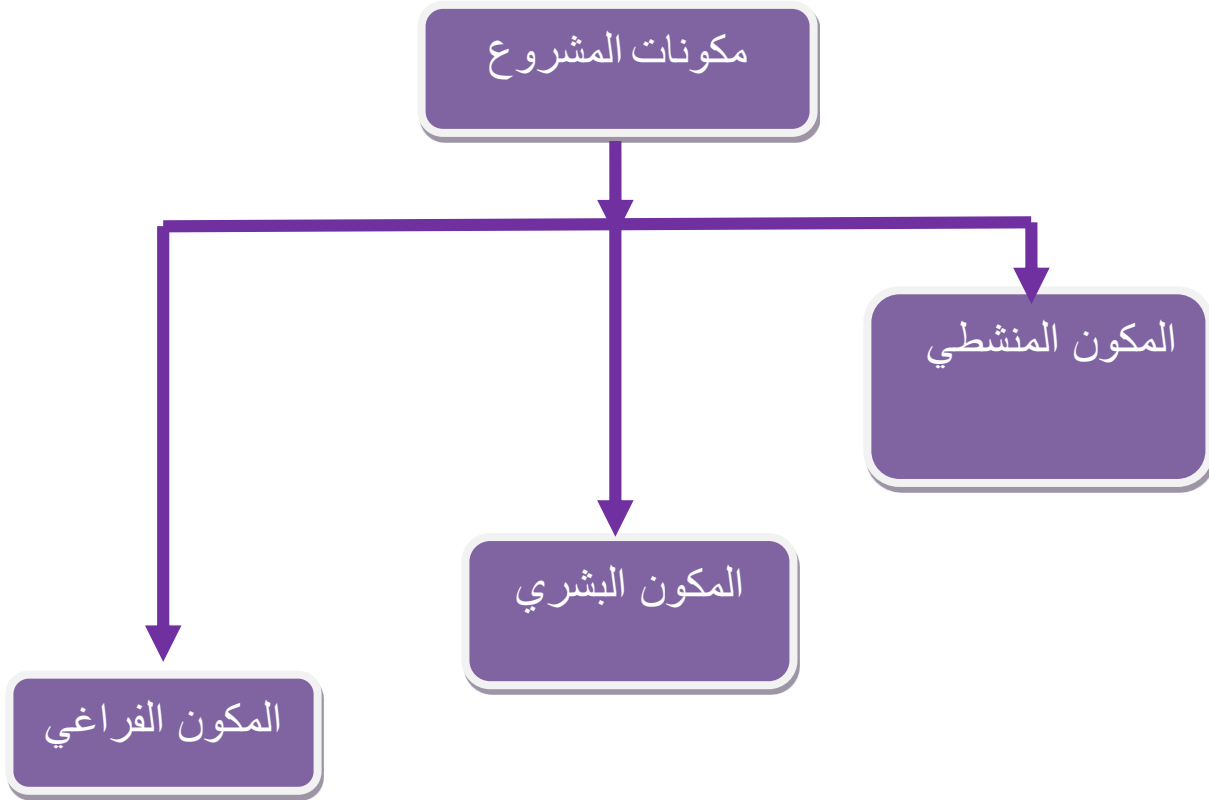 مكونات المشروع
المكون المنشطي
المكون البشري
المكون الفراغي